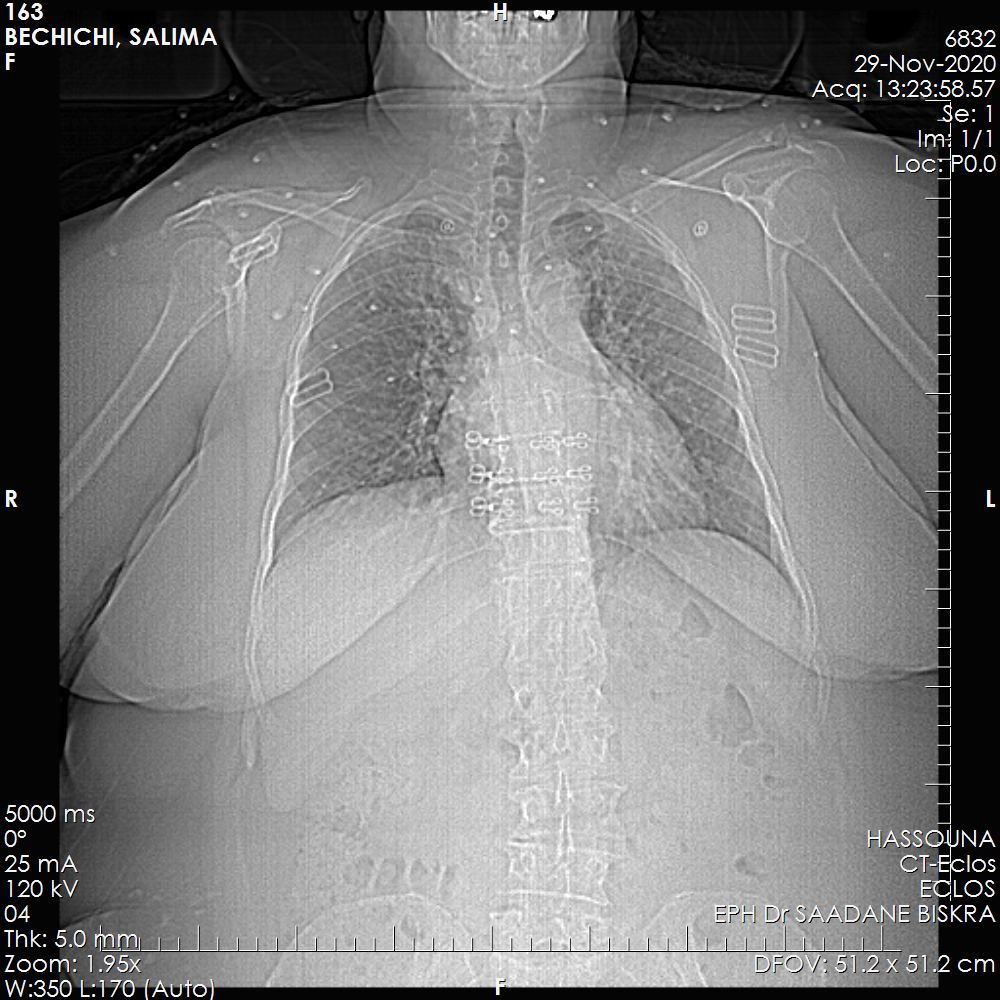 163
BECHICHI, SALIMA
F
H
6832
29-Nov-2020
Acq: 13:23:58.57
Se: 1
Im: 1/1
Loc: P0.0
R
L
5000 ms
0°
25 mA
120 kV
04
Thk: 5.0 mm
Zoom: 1.95x
W:350 L:170 (Auto)
F
HASSOUNA
CT-Eclos
ECLOS
EPH Dr SAADANE BISKRA
DFOV: 51.2 x 51.2 cm